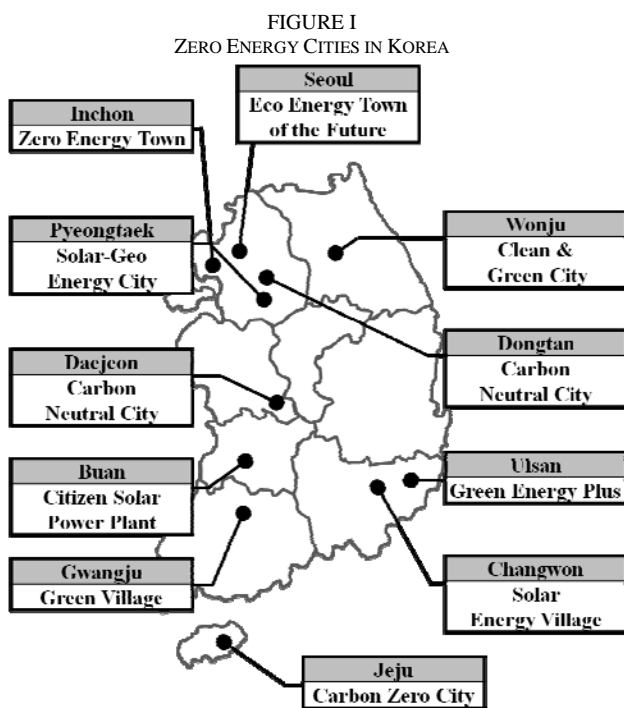 FIGURE I
ZERO ENERGY CITIES IN KOREA
Seoul
Eco Energy Town
of the Future
Inchon
Zero Energy Town
Pyeongtaek
Solar-Geo
Energy City
Wonju
Clean &
Green City
Daejeon
Carbon
Neutral City
Dongtan
Carbon
Neutral City
Buan
Citizen Solar
Power Plant
Ulsan
Green Energy Plus
Gwangju
Green Village
Changwon
Solar
Energy Village
Jeju
Carbon Zero City